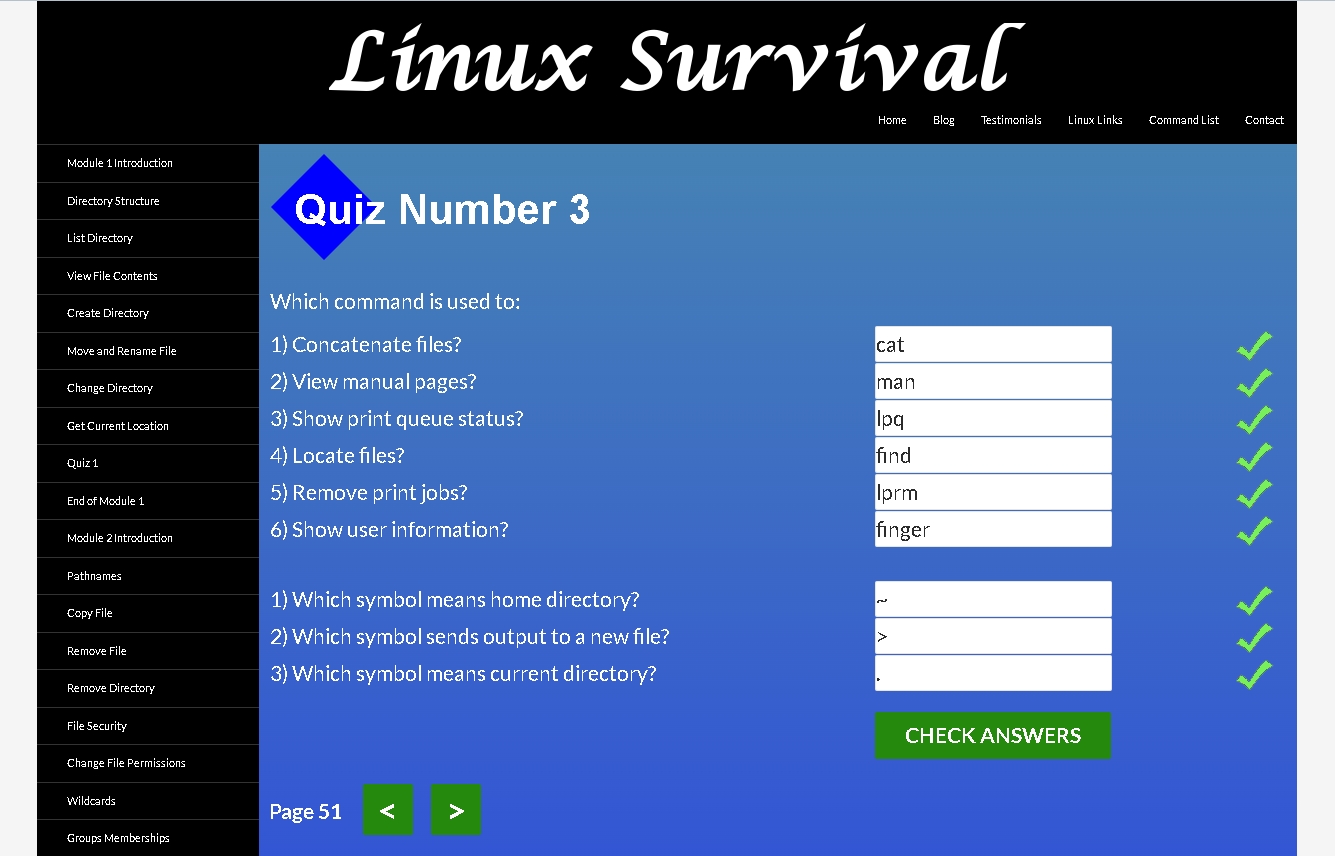 Linux Survival
Home Blog Testimonials Linux Links Command List Contact
Module 1 Introduction
Directory Structure
List Directory
View File Contents
Create Directory
Move and Rename File
Change Directory
Get Current Location
Quiz 1
End of Module 1
Module 2 Introduction
Pathnames
Copy File
Remove File
Remove Directory
File Security
Change File Permissions
Wildcards
Groups Memberships
Quiz Number 3
Which command is used to:
1) Concatenate files? cat
2) View manual pages? man
3) Show print queue status? lpq
4) Locate files? find
5) Remove print jobs? lprm
6) Show user information? finger
1) Which symbol means home directory? ~
2) Which symbol sends output to a new file? >
3) Which symbol means current directory? .
CHECK ANSWERS
Page 51 < >